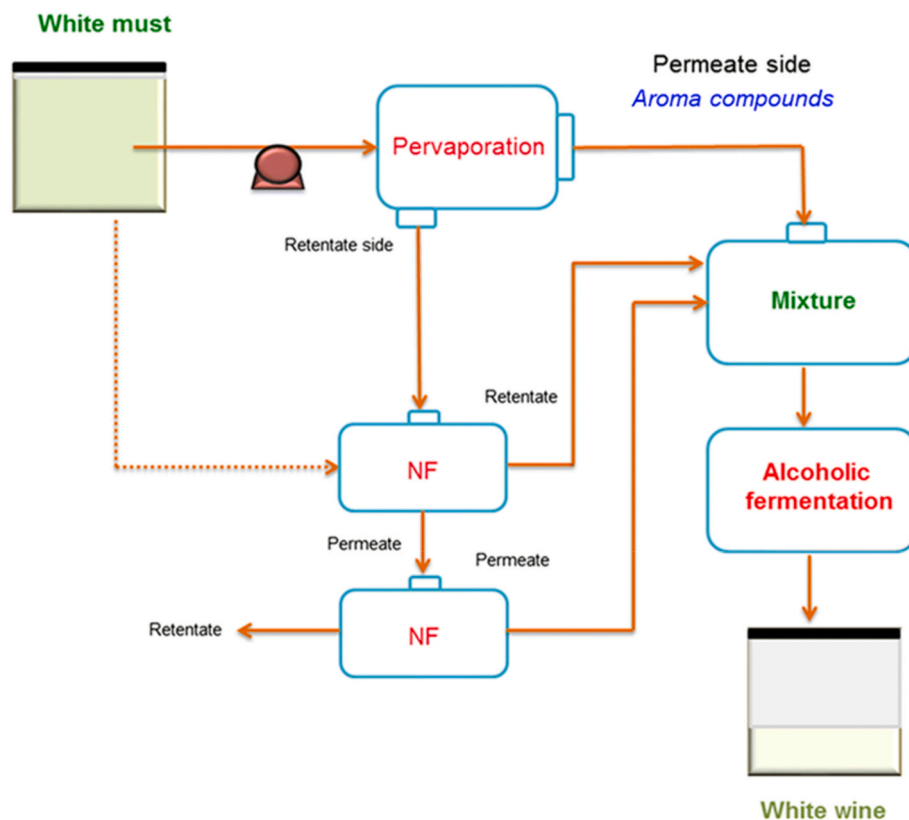 White must
Permeate side
Aroma compounds
Pervaporation
Retentate side
Mixture
Retentate
NF
Alcoholic
fermentation
Permeate
Permeate
NF
Retentate
White wine